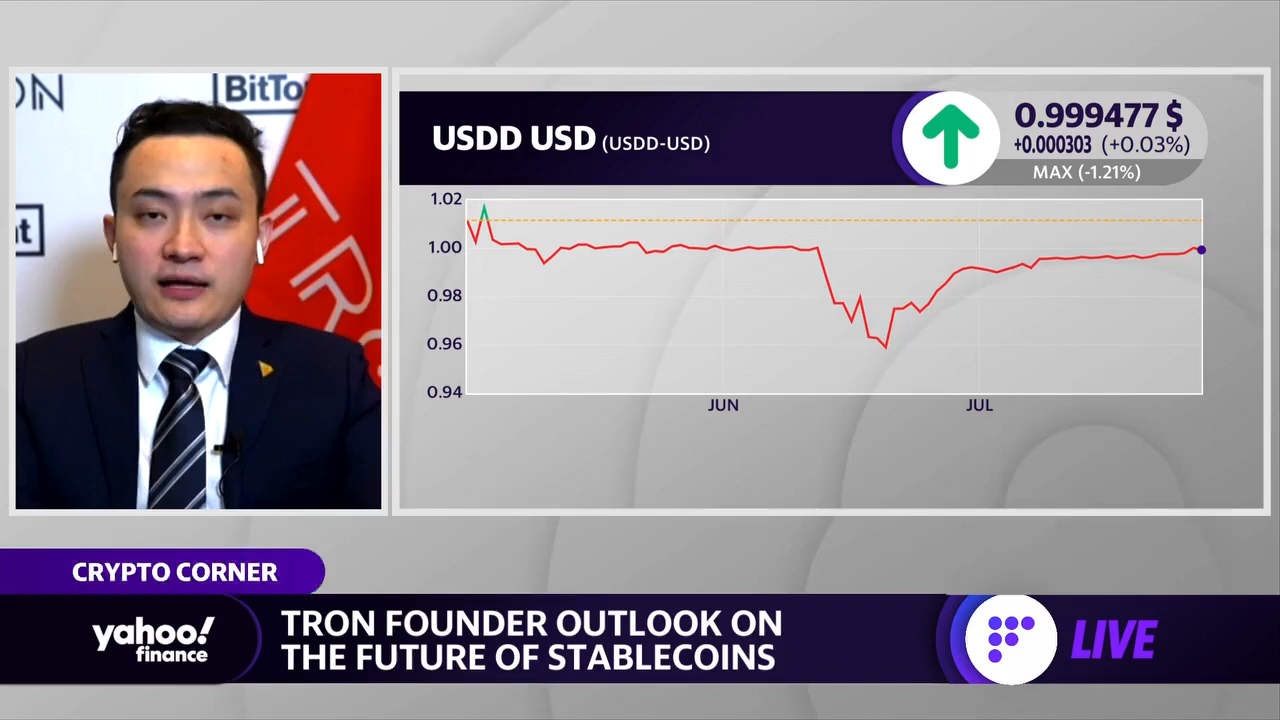 ON
BitTo
t
TR
USDD USD (USDD-USD)
0.999477 $
+0.000303 (+0.03%)
MAX (-1.21%)
1.02
1.00
0.98
0.96
0.94
JUN
JUL
CRYPTO CORNER
yahoo!
finance
TRON FOUNDER OUTLOOK ON
THE FUTURE OF STABLECOINS
LIVE